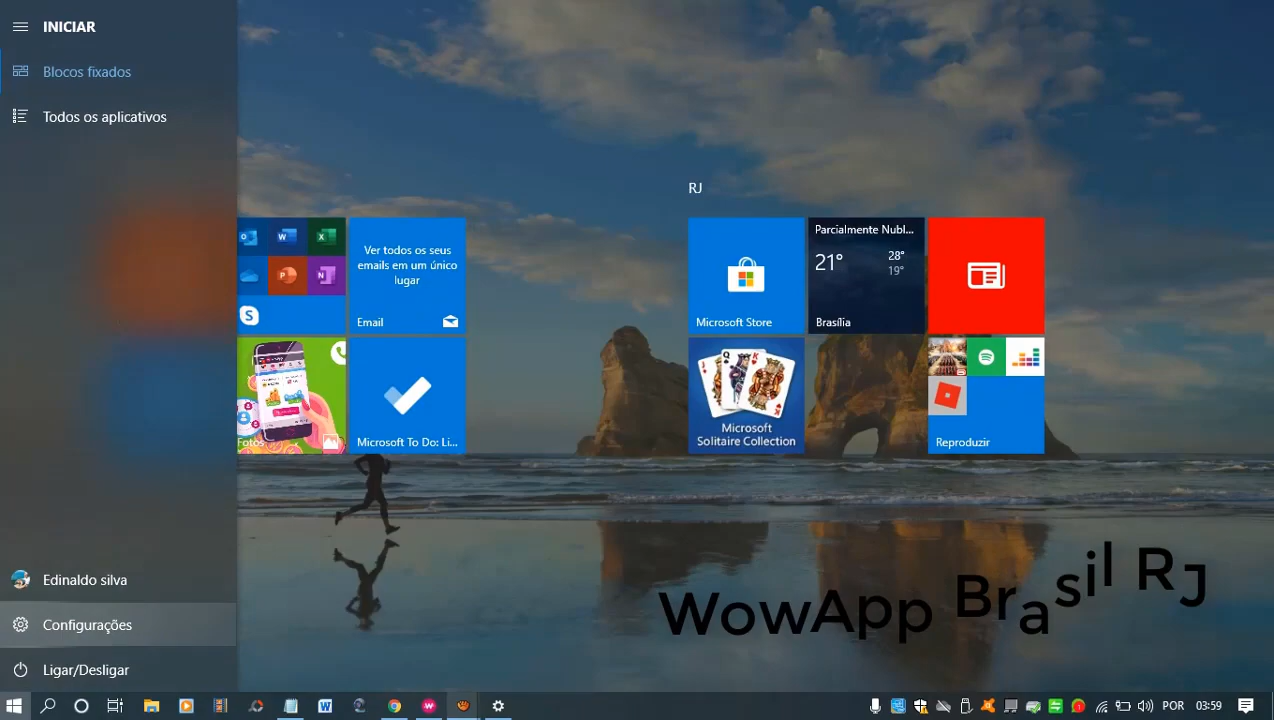 INICIAR
Blocos fixados
Todos os aplicativos
Edinaldo silva
Configurações
Ligar/Desligar
Ver todos os seus
emails em um único
lugar
Email
Fotos
Microsoft To Do: Li...
RJ
Microsoft Store
Parcialmente Nubl...
21°
28°
19°
Brasília
Microsoft
Solitaire Collection
Reproduzir
WowApp Brasil RJ
POR
03:59